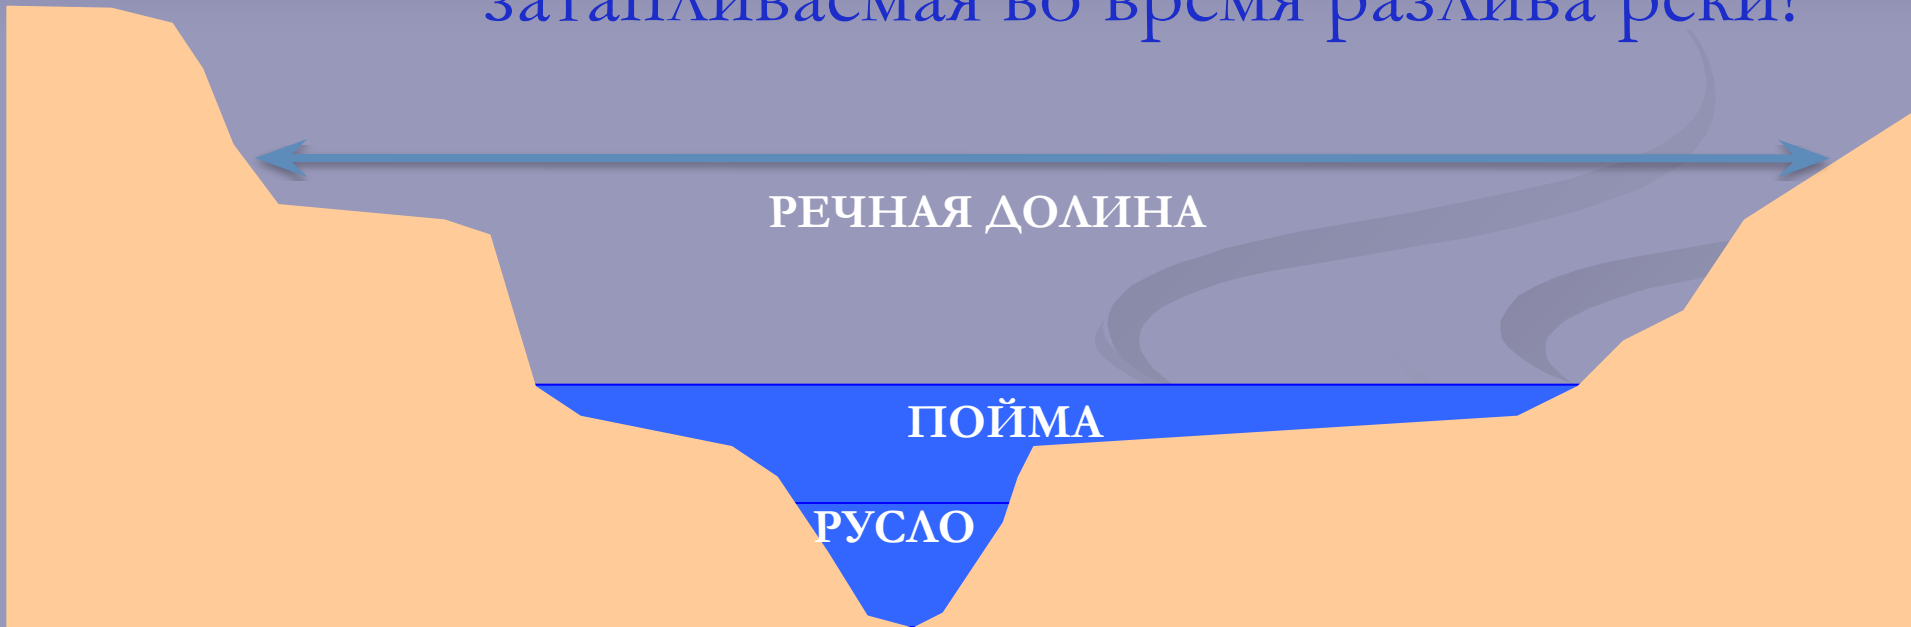 затапливаемая во время разлива реки!
РЕЧНАЯ ДОЛИНА
ПОЙМА
РУСЛО